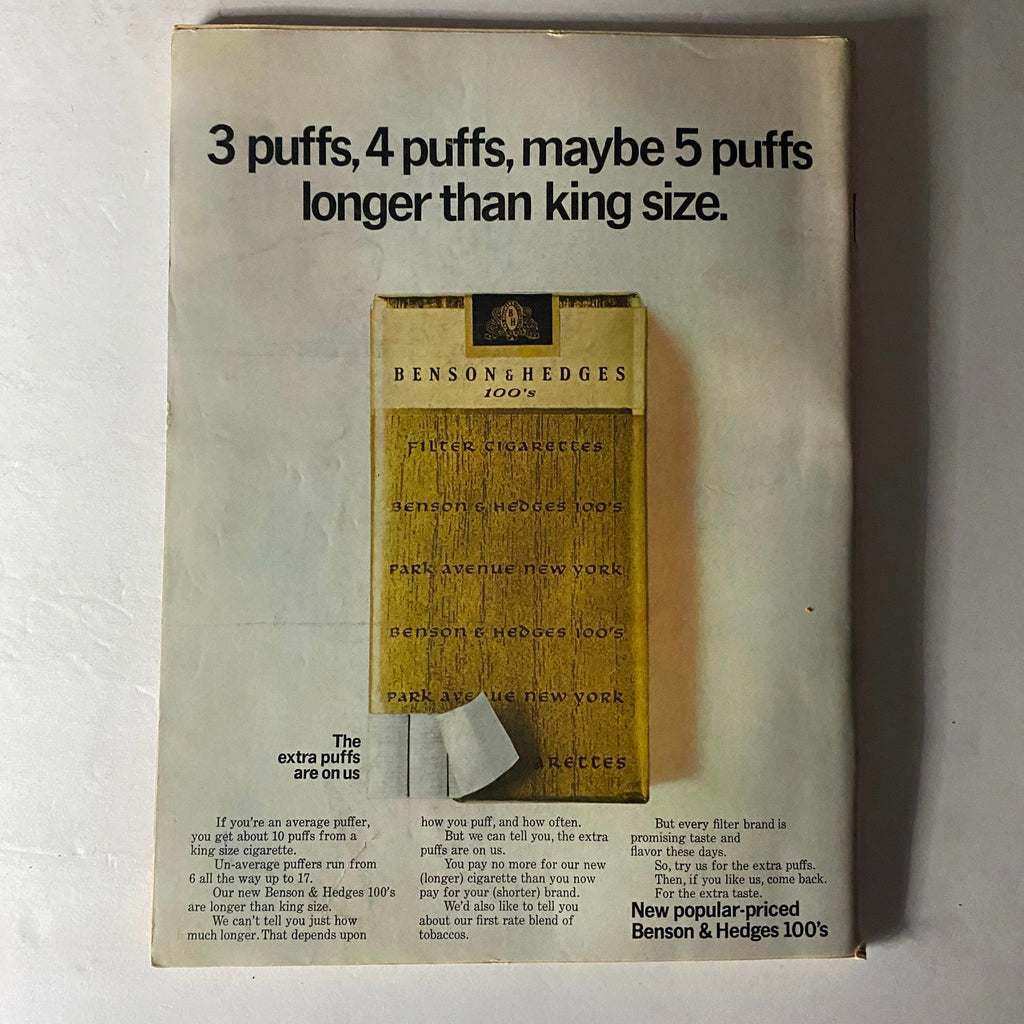 3 puffs, 4 puffs, maybe 5 puffs
longer than king size.
B H
BENSON & HEDGES
100's
FILTER CIGARETTES
BENSON & HEDGES 100'S
PARK AVENUE NEW YORK
BENSON & HEDGES 100'S
PARK AVE UE NEW YORK
ARETTES
The
extra puffs
are on us
If you're an average puffer,
you get about 10 puffs from a
king size cigarette.
Un-average puffers run from
6 all the way up to 17.
Our new Benson & Hedges 100's
are longer than king size.
We can't tell you just how
much longer. That depends upon
how you puff, and how often.
But we can tell you, the extra
puffs are on us.
You pay no more for our new
(longer) cigarette than you now
pay for your (shorter) brand.
We'd also like to tell you
about our first rate blend of
tobaccos.
But every filter brand is
promising taste and
flavor these days.
So, try us for the extra puffs.
Then, if you like us, come back.
For the extra taste.
New popular-priced
Benson & Hedges 100's